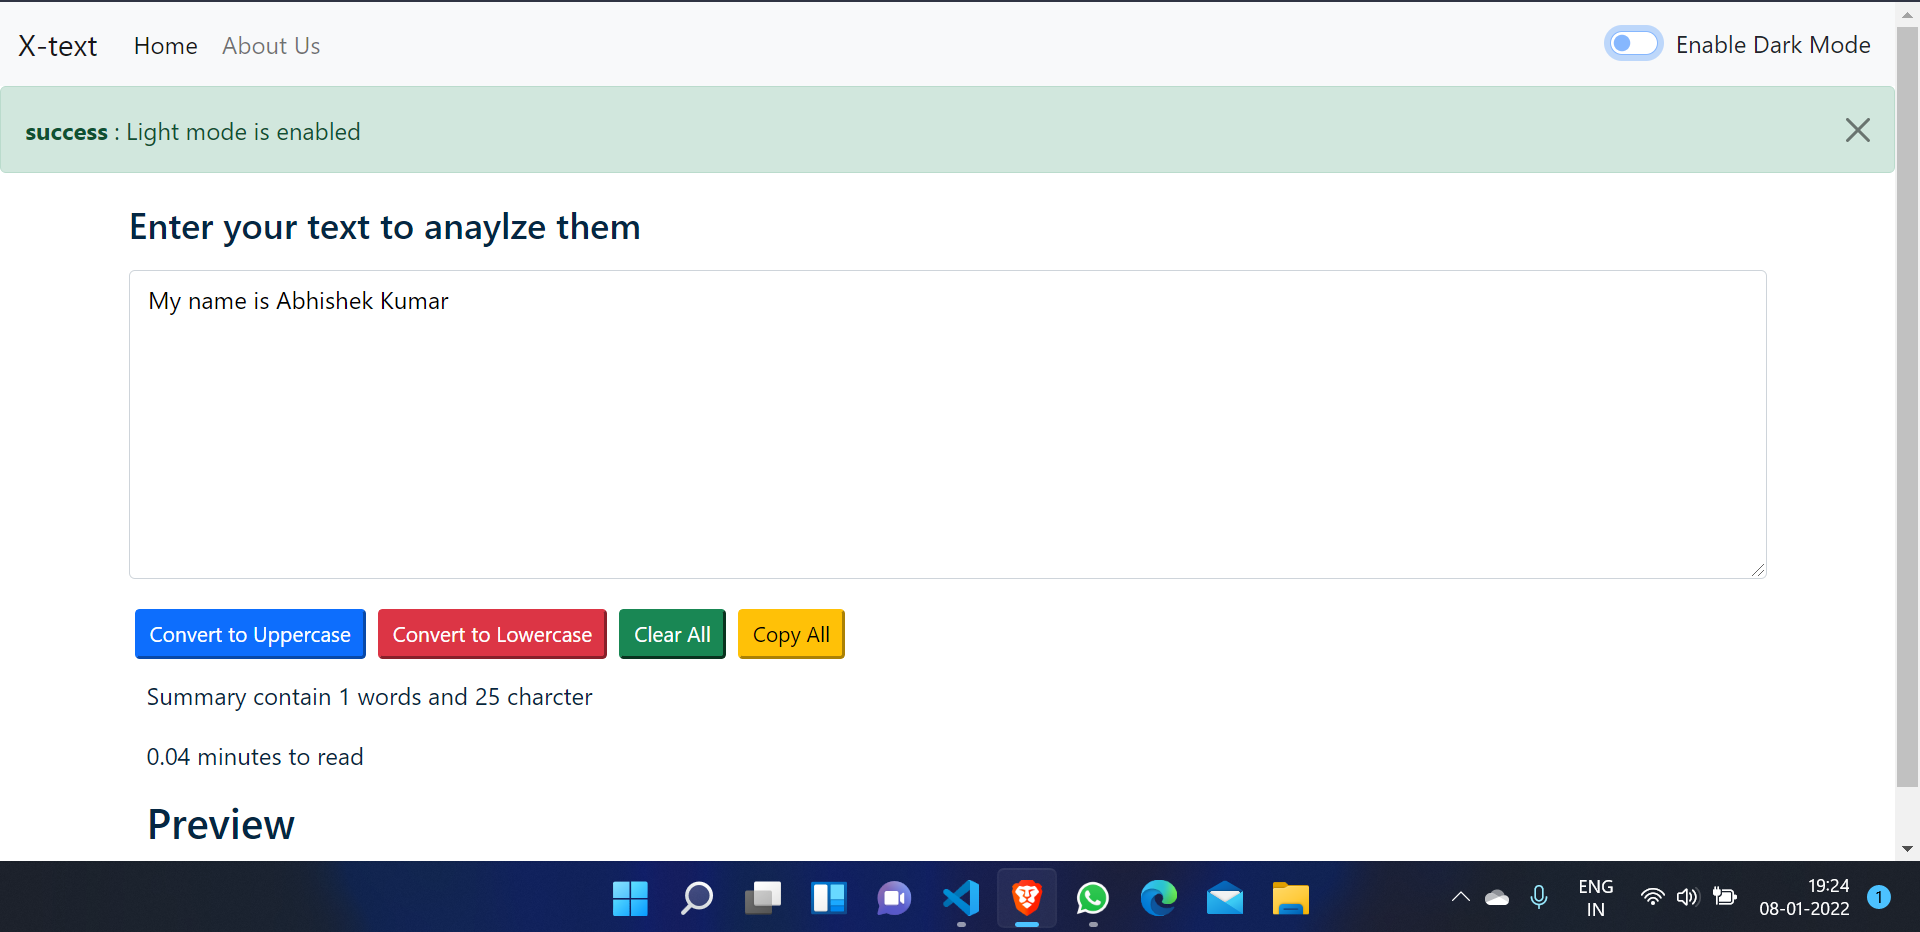 X-text Home About Us Enable Dark Mode
success : Light mode is enabled
Enter your text to anaylze them
My name is Abhishek Kumar
Convert to Uppercase Convert to Lowercase Clear All Copy All
Summary contain 1 words and 25 charcter
0.04 minutes to read
Preview
ENG
IN
19:24
08-01-2022
1